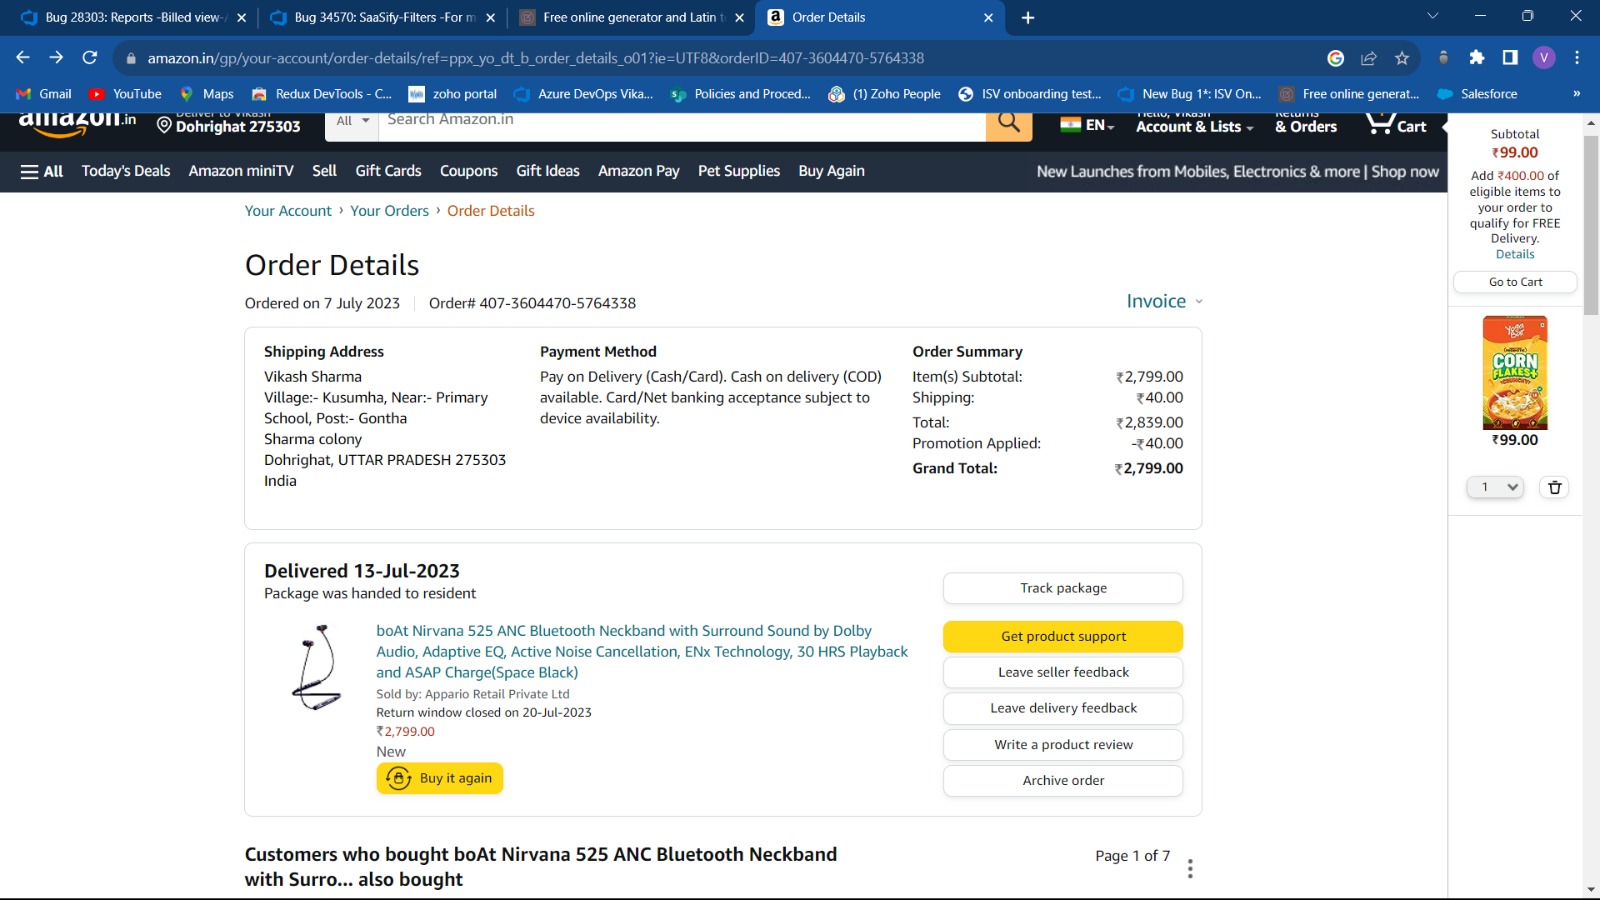 Bug 28303: Reports -Billed view-
Bug 34570: SaaSify-Filters -For m
Free online generator and Latin t
Order Details
amazon.in/gp/your-account/order-details/ref=ppx_yo_dt_b_order_details_o01?ie=UTF8&orderID=407-3604470-5764338
V
Gmail
YouTube
Maps
Redux DevTools - C...
zoho portal
Azure DevOps Vika...
Policies and Proced...
(1) Zoho People
ISV onboarding test...
New Bug 1*: ISV On...
Free online generat...
Salesforce
»
amazon.in
Deliver to Vikash
Dohrighat 275303
All
Search Amazon.in
EN
Hello, Vikash
Account & Lists
Returns
& Orders
Cart
All
Today's Deals
Amazon miniTV
Sell
Gift Cards
Coupons
Gift Ideas
Amazon Pay
Pet Supplies
Buy Again
New Launches from Mobiles, Electronics & more | Shop now
Your Account › Your Orders › Order Details
Order Details
Ordered on 7 July 2023
Order# 407-3604470-5764338
Invoice
Shipping Address
Vikash Sharma
Village:- Kusumha, Near:- Primary
School, Post:- Gontha
Sharma colony
Dohrighat, UTTAR PRADESH 275303
India
Payment Method
Pay on Delivery (Cash/Card). Cash on delivery (COD)
available. Card/Net banking acceptance subject to
device availability.
Order Summary
Item(s) Subtotal: ₹2,799.00
Shipping: ₹40.00
Total: ₹2,839.00
Promotion Applied: -₹40.00
Grand Total: ₹2,799.00
Delivered 13-Jul-2023
Package was handed to resident
boAt Nirvana 525 ANC Bluetooth Neckband with Surround Sound by Dolby
Audio, Adaptive EQ, Active Noise Cancellation, ENx Technology, 30 HRS Playback
and ASAP Charge(Space Black)
Sold by: Appario Retail Private Ltd
Return window closed on 20-Jul-2023
₹2,799.00
New
Buy it again
Track package
Get product support
Leave seller feedback
Leave delivery feedback
Write a product review
Archive order
Customers who bought boAt Nirvana 525 ANC Bluetooth Neckband
with Surro... also bought
Page 1 of 7
Subtotal
₹99.00
Add ₹400.00 of
eligible items to
your order to
qualify for FREE
Delivery.
Details
Go to Cart
Yoga
Bar
CORN
FLAKES+
CRUNCHY
₹99.00
1